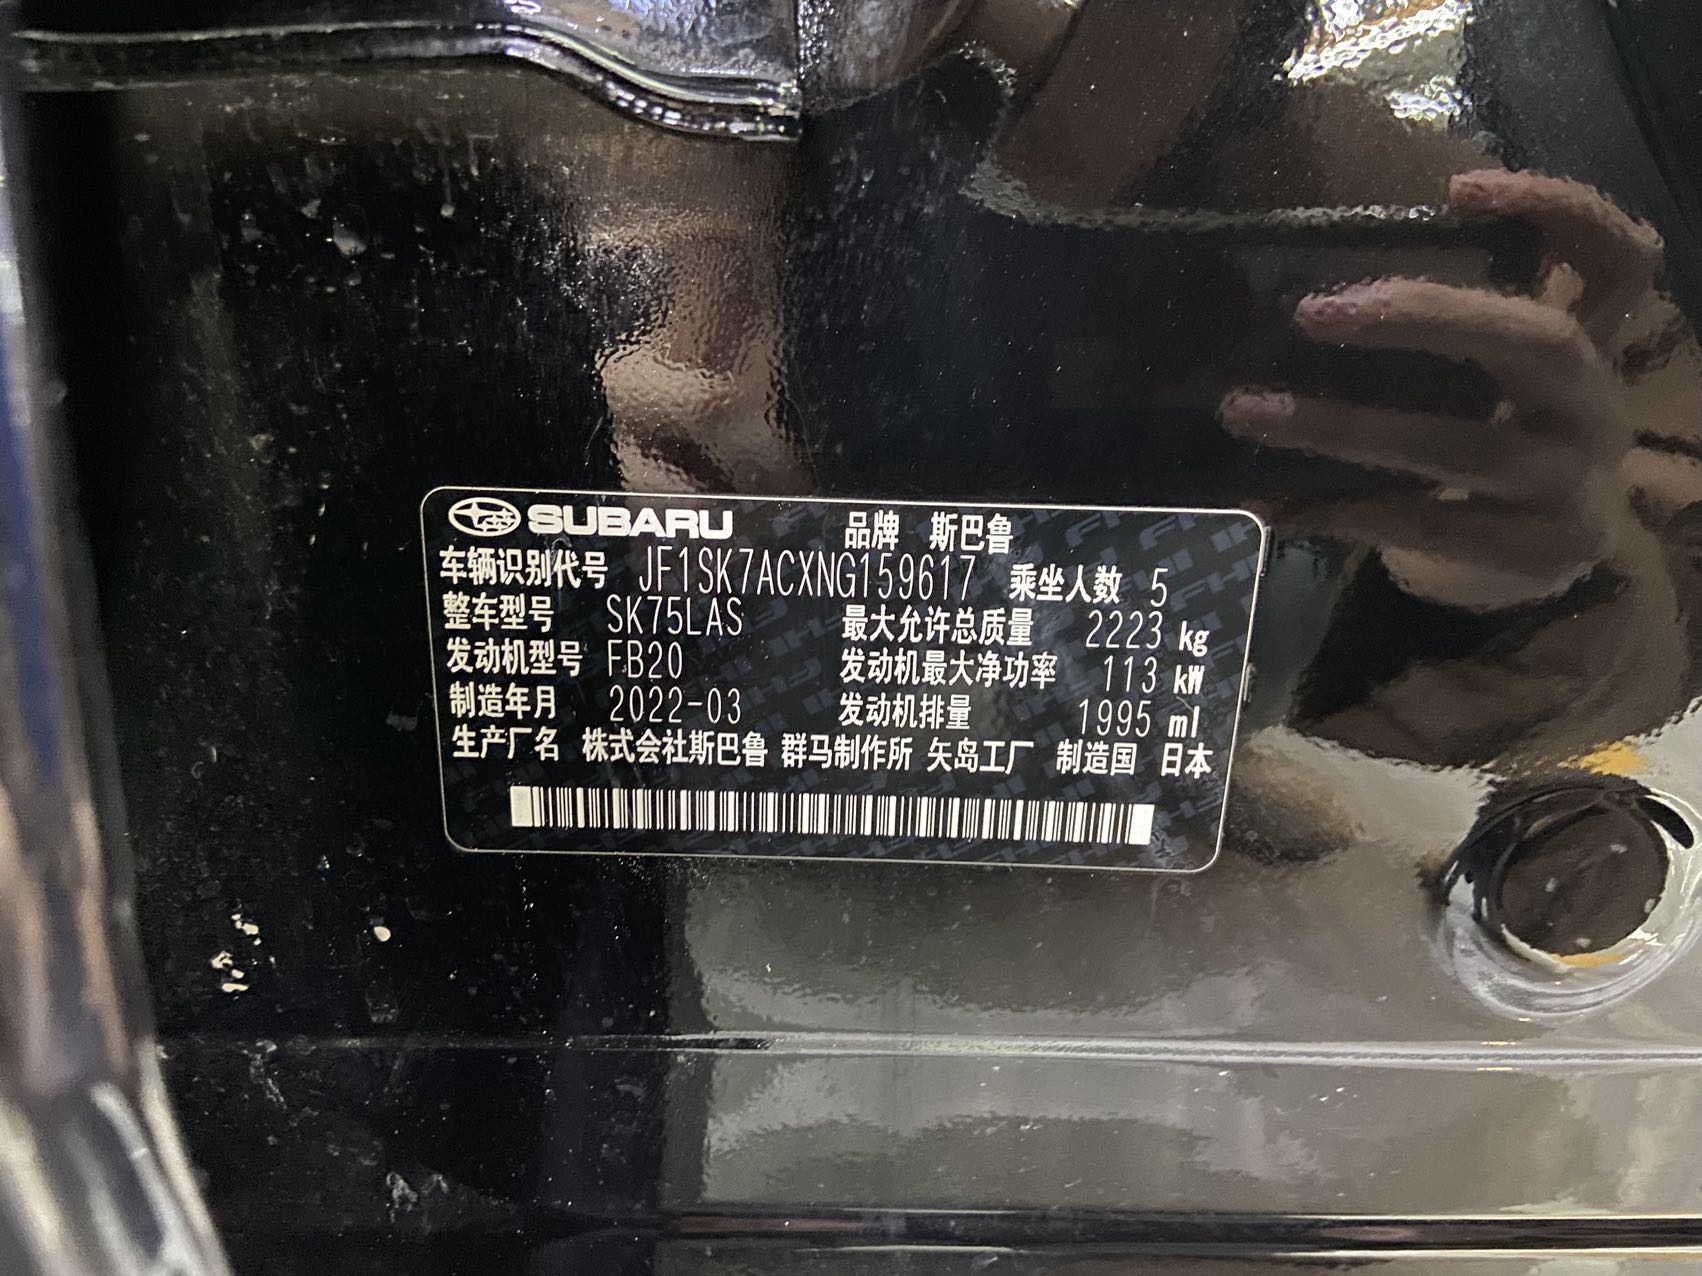 SUBARU 品牌 斯巴鲁
车辆识别代号 JF1SK7ACXNG159617 乘坐人数 5
整车型号 SK75LAS 最大允许总质量 2223 kg
发动机型号 FB20 发动机最大净功率 113 kW
制造年月 2022-03 发动机排量 1995 ml
生产厂名 株式会社斯巴鲁 群马制作所 矢岛工厂 制造国 日本